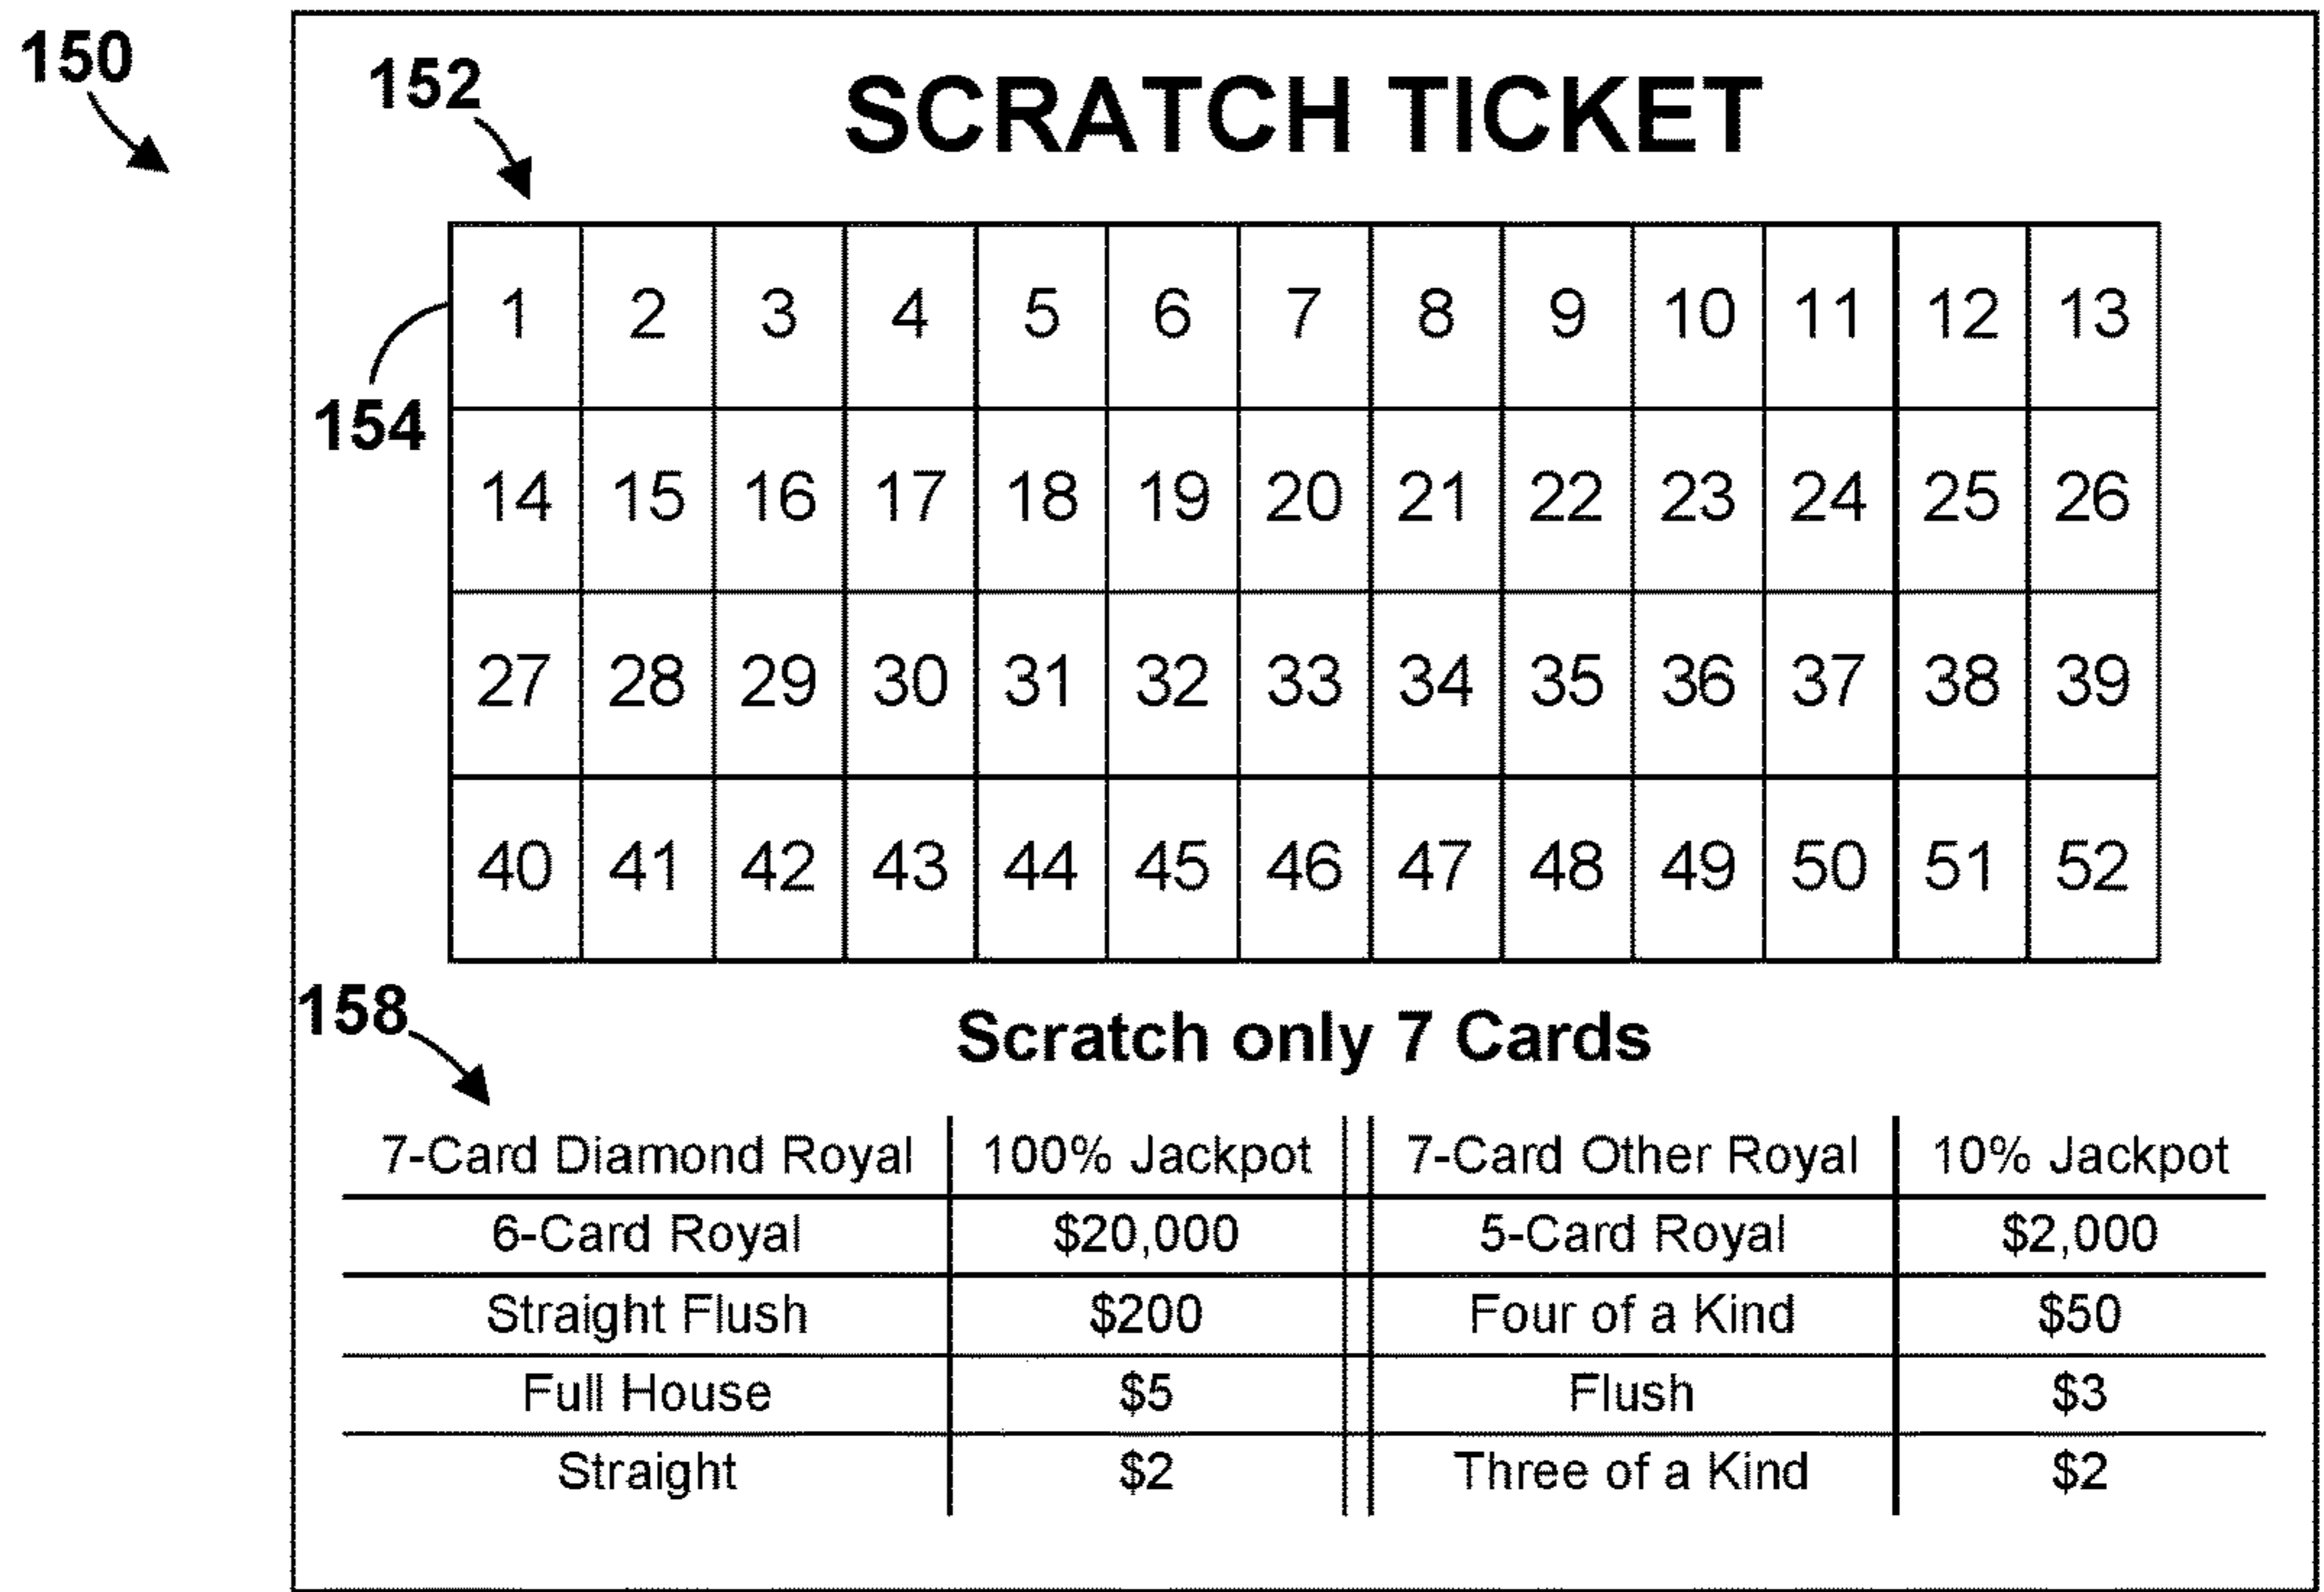 150
152
SCRATCH TICKET
1 2 3 4 5 6 7 8 9 10 11 12 13
154
14 15 16 17 18 19 20 21 22 23 24 25 26
27 28 29 30 31 32 33 34 35 36 37 38 39
40 41 42 43 44 45 46 47 48 49 50 51 52
158
Scratch only 7 Cards
7-Card Diamond Royal 100% Jackpot 7-Card Other Royal 10% Jackpot
6-Card Royal $20,000 5-Card Royal $2,000
Straight Flush $200 Four of a Kind $50
Full House $5 Flush $3
Straight $2 Three of a Kind $2